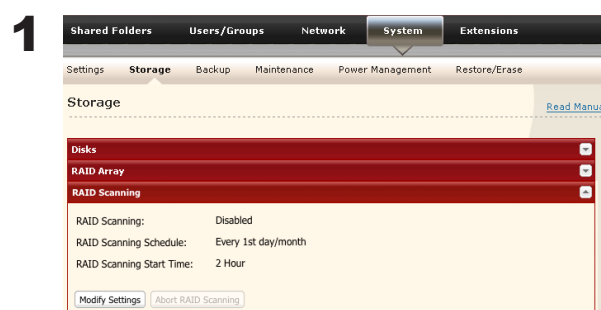 1
Shared Folders Users/Groups Network System Extensions
Settings Storage Backup Maintenance Power Management Restore/Erase
Storage
Read Manua
Disks
RAID Array
RAID Scanning
RAID Scanning: Disabled
RAID Scanning Schedule: Every 1st day/month
RAID Scanning Start Time: 2 Hour
Modify Settings Abort RAID Scanning